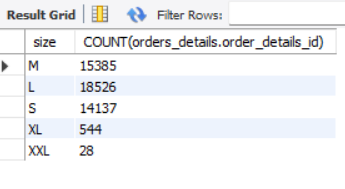 Result Grid Filter Rows:
size COUNT(orders_details.order_details_id)
M 15385
L 18526
S 14137
XL 544
XXL 28